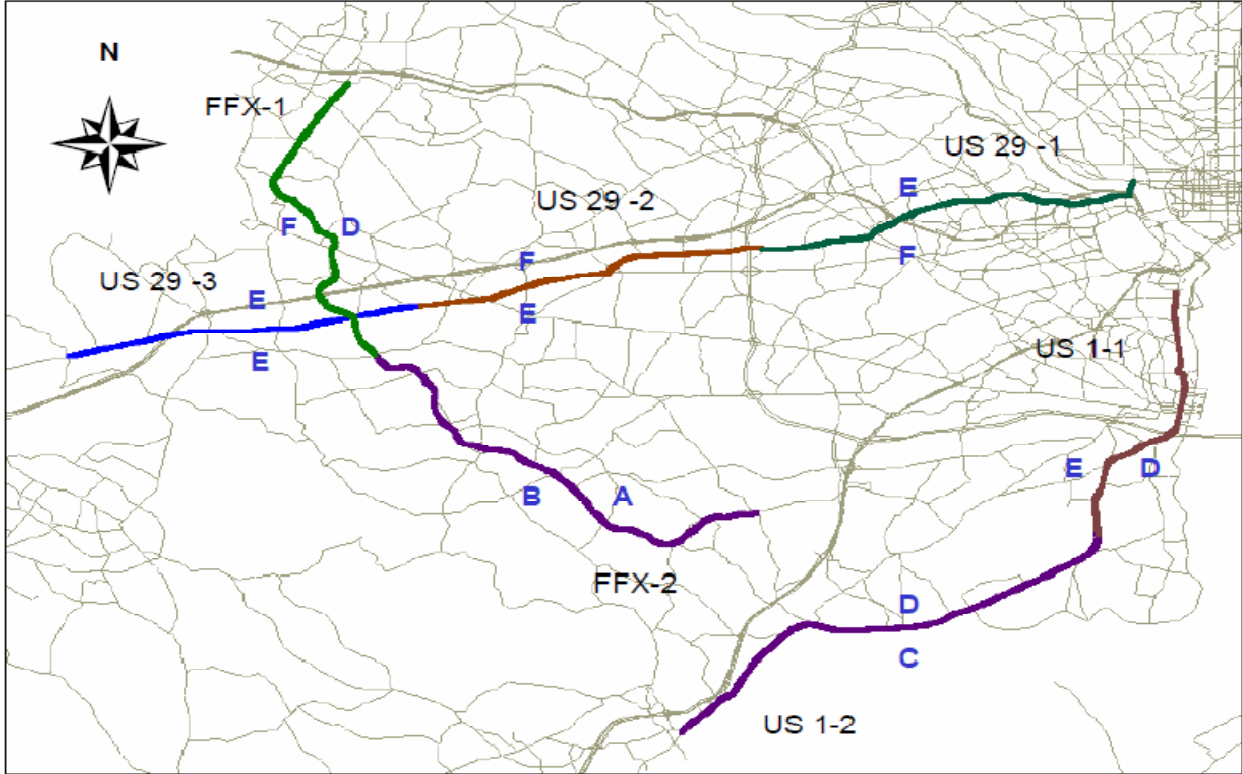 N
FFX-1
US 29 -1
E
US 29 -2
F D
F
F
US 29 -3
E
E
E
US 1-1
E D
B A
FFX-2
D
C
US 1-2